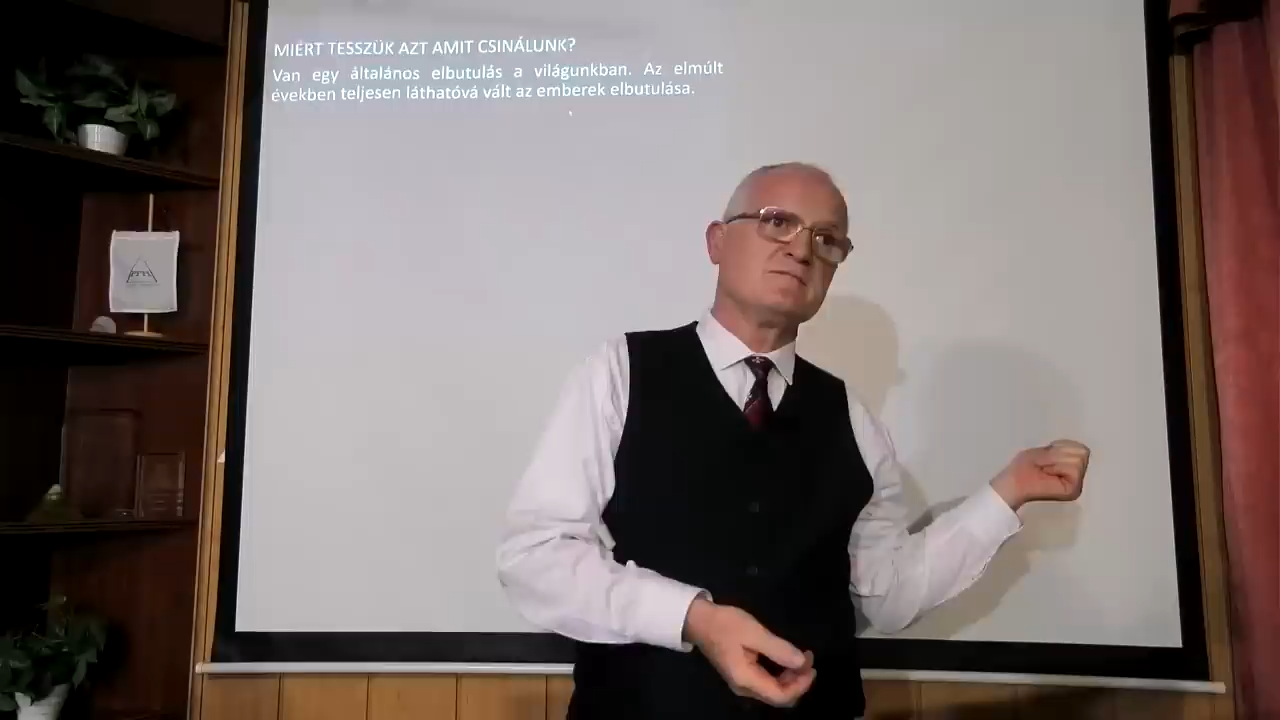 MIÉRT TESSZÜK AZT AMIT CSINÁLUNK?
Van egy általános elbutulás a világunkban. Az elmúlt
években teljesen láthatóvá vált az emberek elbutulása.